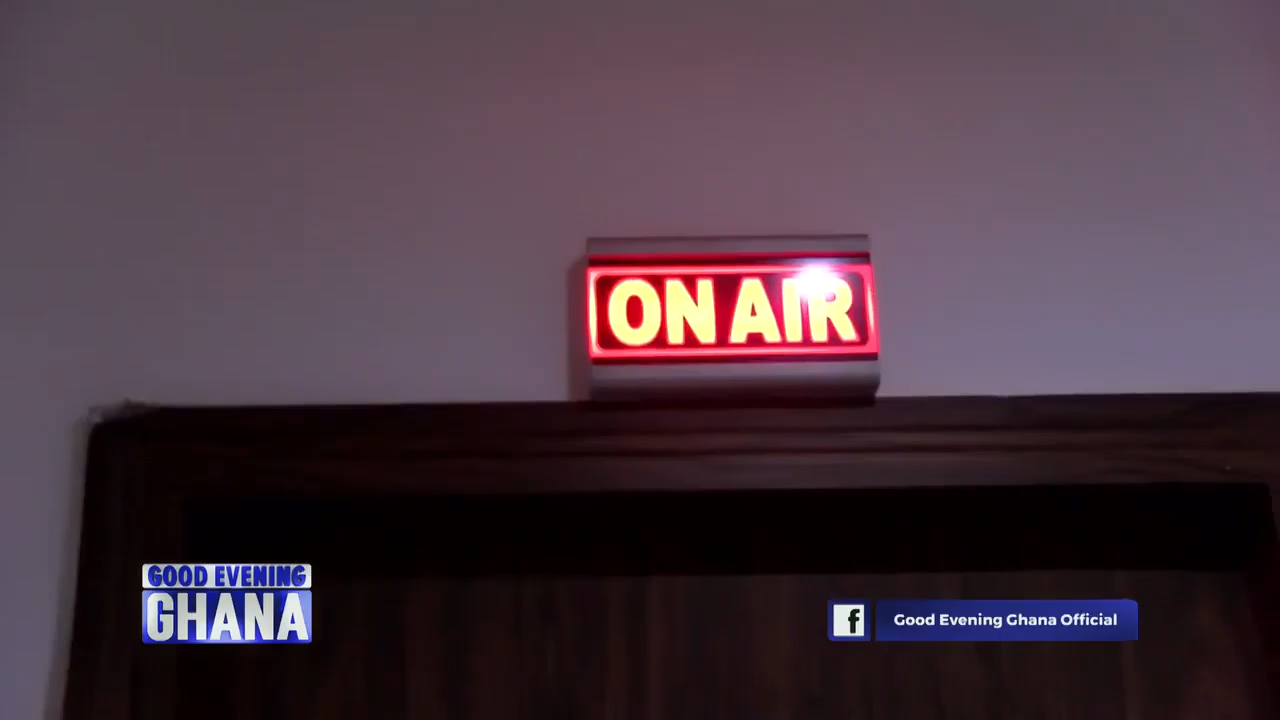 ON AIR
GOOD EVENING
GHANA
f
Good Evening Ghana Official